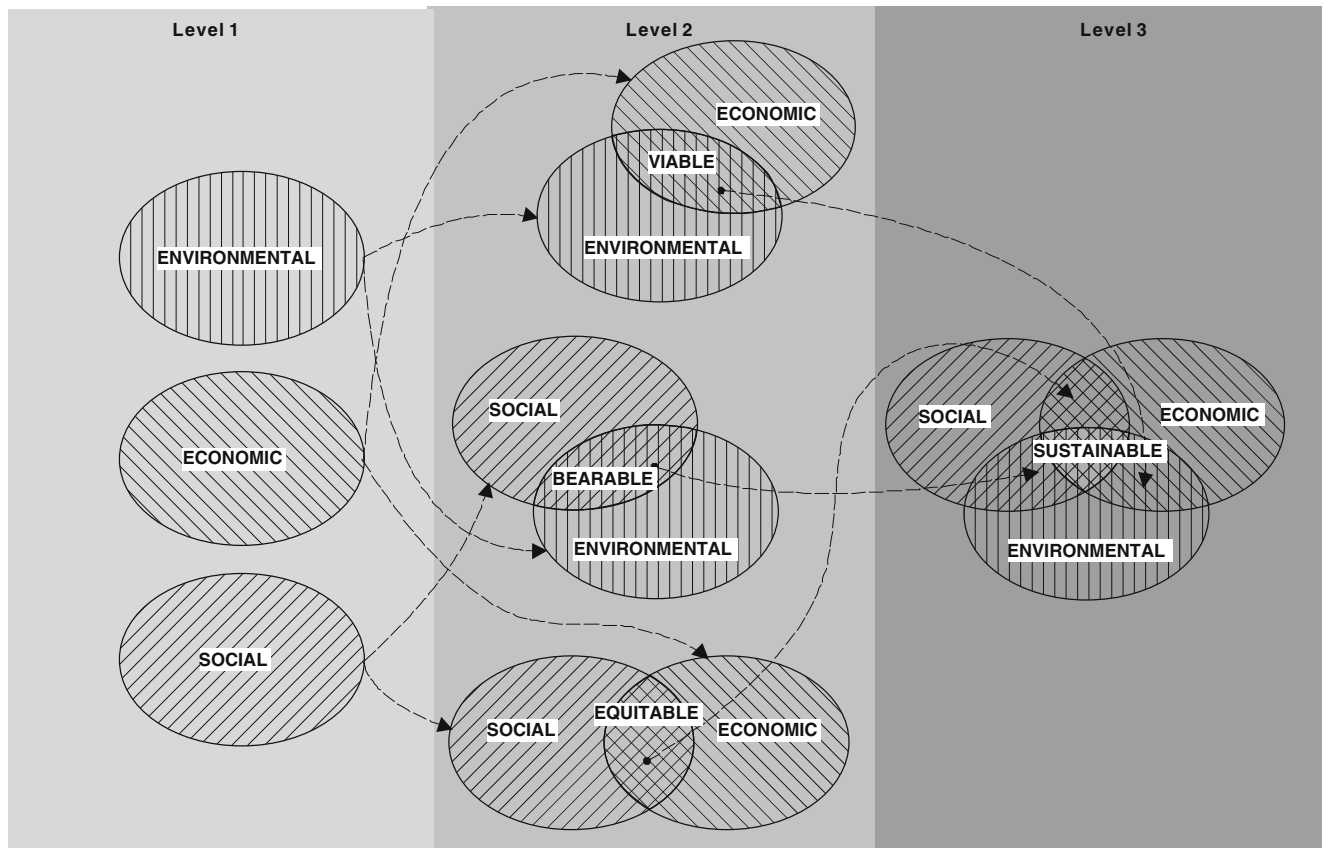 Level 1
Level 2
Level 3
ENVIRONMENTAL
ECONOMIC
SOCIAL
ECONOMIC
VIABLE
ENVIRONMENTAL
SOCIAL
BEARABLE
ENVIRONMENTAL
SOCIAL
EQUITABLE
ECONOMIC
SOCIAL
ECONOMIC
SUSTAINABLE
ENVIRONMENTAL